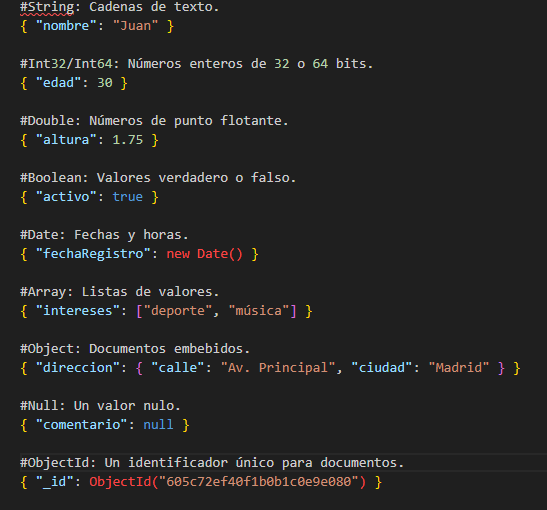 #String: Cadenas de texto.
{ "nombre": "Juan" }
#Int32/Int64: Números enteros de 32 o 64 bits.
{ "edad": 30 }
#Double: Números de punto flotante.
{ "altura": 1.75 }
#Boolean: Valores verdadero o falso.
{ "activo": true }
#Date: Fechas y horas.
{ "fechaRegistro": new Date() }
#Array: Listas de valores.
{ "intereses": ["deporte", "música"] }
#Object: Documentos embebidos.
{ "direccion": { "calle": "Av. Principal", "ciudad": "Madrid" } }
#Null: Un valor nulo.
{ "comentario": null }
#ObjectId: Un identificador único para documentos.
{ "_id": ObjectId("605c72ef40f1b0b1c0e9e080") }